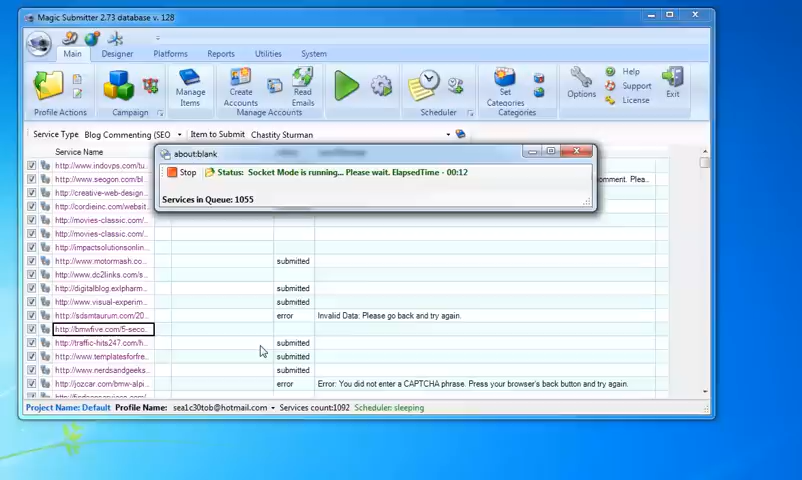 Magic Submitter 2.73 database v. 128
Main Designer Platforms Reports Utilities System
Manage Items
Create Accounts
Read Emails
Set Categories
Options
Help
Support
License
Exit
Profile Actions Campaign Manage Accounts Scheduler Categories
Service Type Blog Commenting (SEO Item to Submit Chastity Sturman
Service Name
about:blank
Stop Status: Socket Mode is running... Please wait. ElapsedTime - 00:12
Services in Queue: 1055
http://www.indovps.com/tu...
http://www.seogon.com/bl... omment. Plea...
http://creative-web-design...
http://cordieinc.com/websit...
http://movies-classic.com/...
http://movies-classic.com/...
http://impactsolutionsonlin...
http://www.motormash.co... submitted
http://www.dc2links.com/s...
http://digitalblog.exlpharm... submitted
http://www.visual-experim... submitted
http://sdsmtaurum.com/20... error Invalid Data: Please go back and try again.
http://bmwfive.com/5-seco...
http://traffic-hits247.com/h... submitted
http://www.templatesforfre... submitted
http://www.nerdsandgeeks... submitted
http://jozcar.com/bmw-alpi... error Error: You did not enter a CAPTCHA phrase. Press your browser's back button and try again.
Project Name: Default Profile Name: sea1c30tob@hotmail.com Services count:1092 Scheduler: sleeping